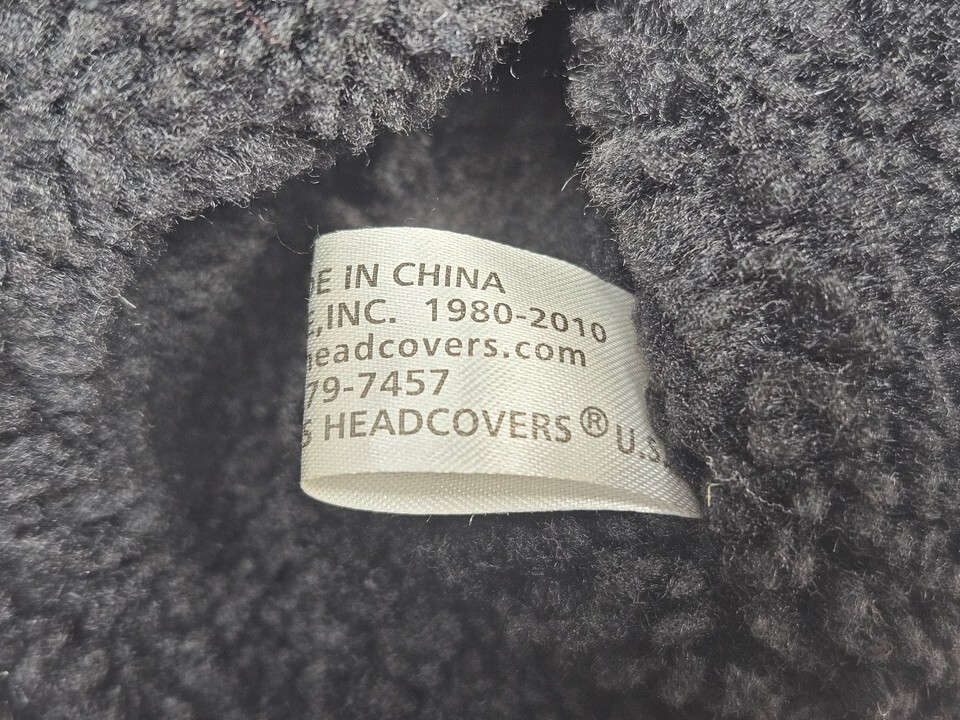 DE IN CHINA
E,INC. 1980-2010
headcovers.com
79-7457
S HEADCOVERS® U.S.